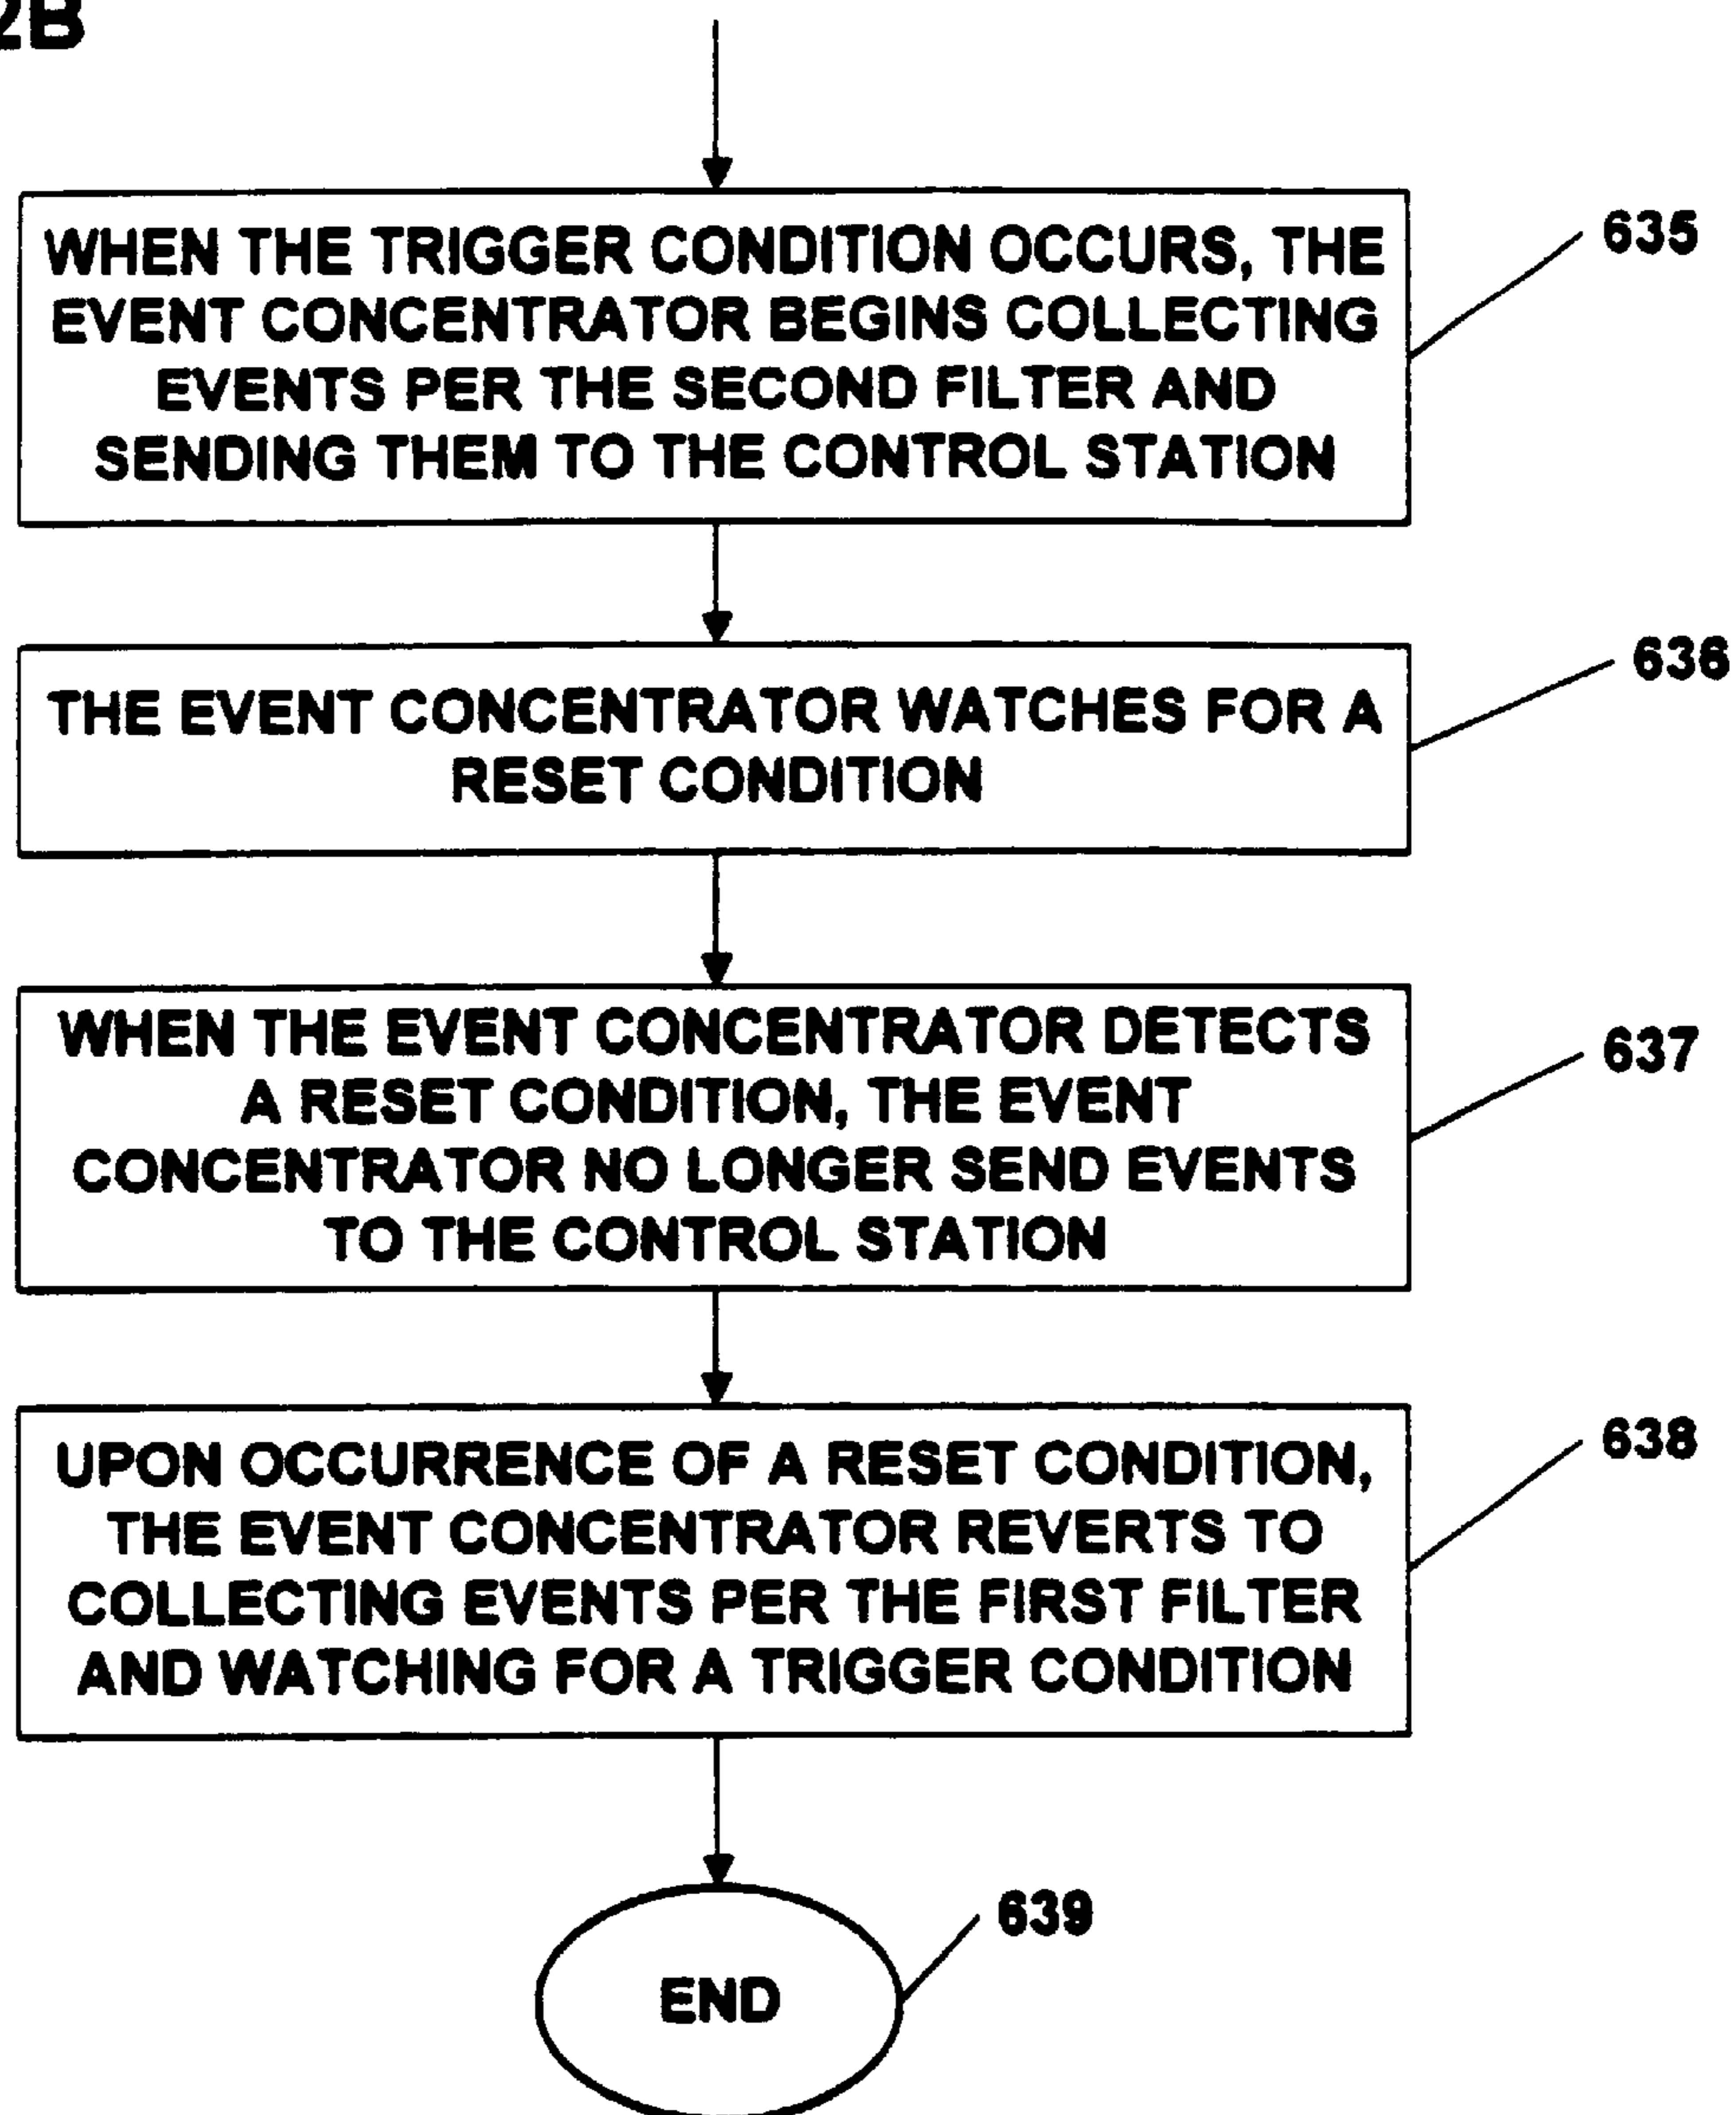 2B
WHEN THE TRIGGER CONDITION OCCURS, THE
EVENT CONCENTRATOR BEGINS COLLECTING
EVENTS PER THE SECOND FILTER AND
SENDING THEM TO THE CONTROL STATION
635
THE EVENT CONCENTRATOR WATCHES FOR A
RESET CONDITION
636
WHEN THE EVENT CONCENTRATOR DETECTS
A RESET CONDITION, THE EVENT
CONCENTRATOR NO LONGER SEND EVENTS
TO THE CONTROL STATION
637
UPON OCCURRENCE OF A RESET CONDITION,
THE EVENT CONCENTRATOR REVERTS TO
COLLECTING EVENTS PER THE FIRST FILTER
AND WATCHING FOR A TRIGGER CONDITION
638
END
639